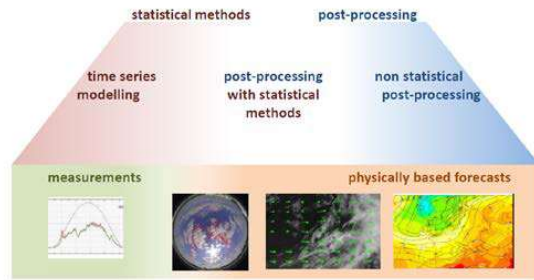 statistical methods
post-processing
time series
modelling
post-processing
with statistical
methods
non statistical
post-processing
measurements
physically based forecasts